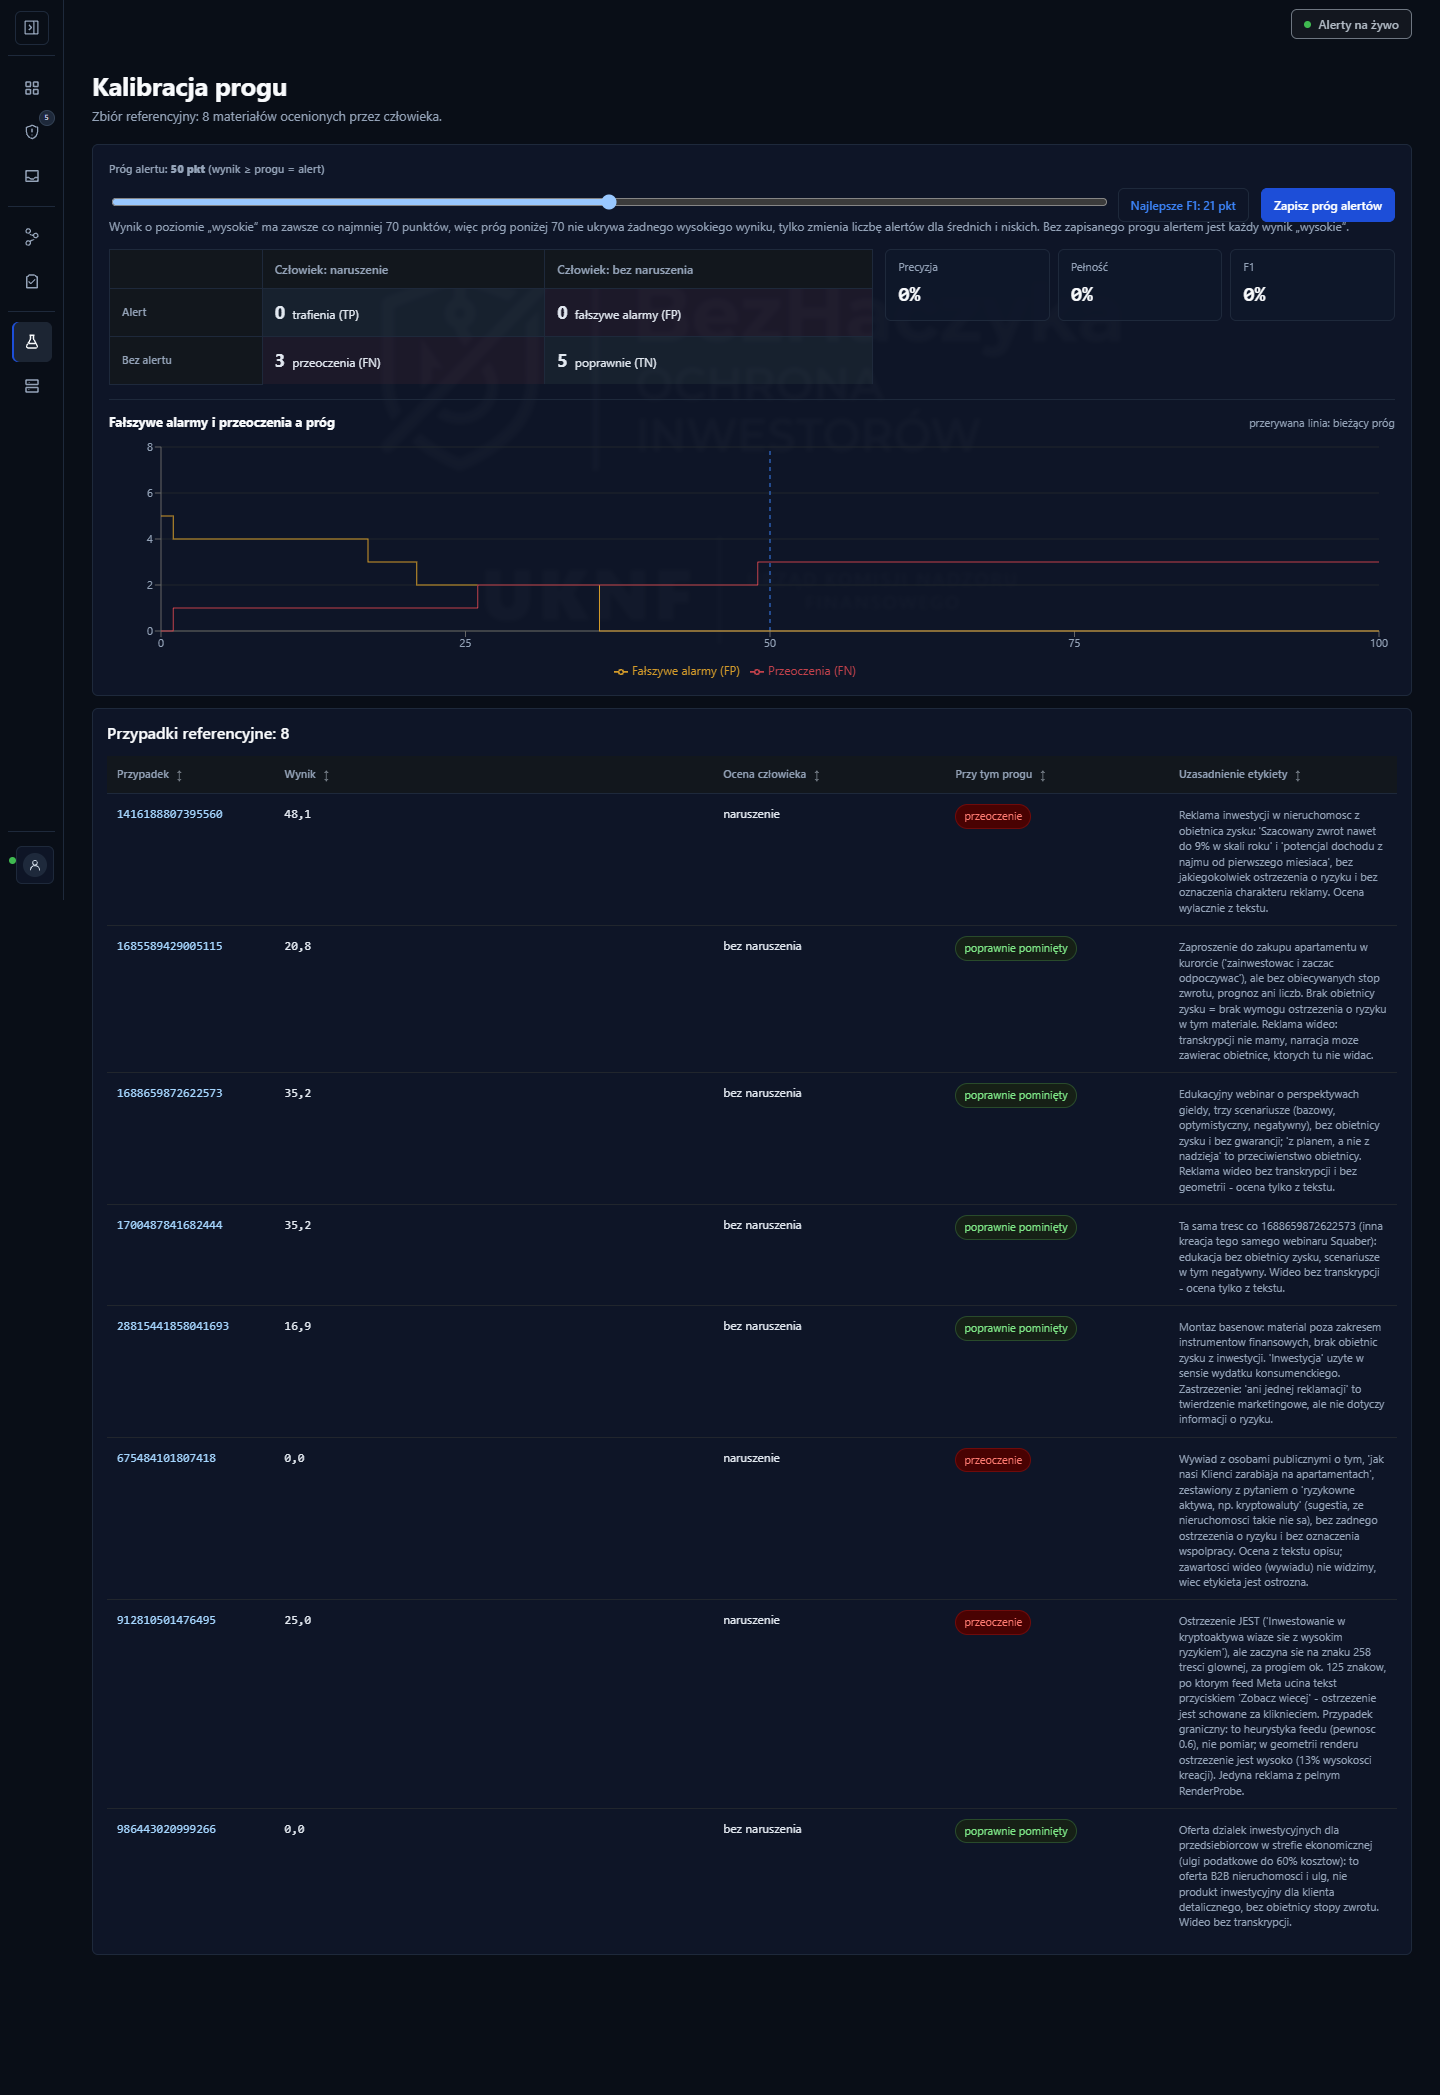 Alerty na żywo
5
Kalibracja progu
Zbiór referencyjny: 8 materiałów ocenionych przez człowieka.
Próg alertu: 50 pkt (wynik ≥ progu = alert)
Najlepsze F1: 21 pkt
Zapisz próg alertów
Wynik o poziomie „wysokie” ma zawsze co najmniej 70 punktów, więc próg poniżej 70 nie ukrywa żadnego wysokiego wyniku, tylko zmienia liczbę alertów dla średnich i niskich. Bez zapisanego progu alertem jest każdy wynik „wysokie”.
Człowiek: naruszenie
Człowiek: bez naruszenia
Alert
0 trafienia (TP)
0 fałszywe alarmy (FP)
Bez alertu
3 przeoczenia (FN)
5 poprawnie (TN)
Precyzja
0%
Pełność
0%
F1
0%
BezHaczyka
OCHRONA
INWESTORÓW
Fałszywe alarmy i przeoczenia a próg
przerywana linia: bieżący próg
8
6
4
2
0
UKNF
0
25
50
75
100
Fałszywe alarmy (FP)
Przeoczenia (FN)
Przypadki referencyjne: 8
Przypadek
Wynik
Ocena człowieka
Przy tym progu
Uzasadnienie etykiety
1416188807395560
48,1
naruszenie
przeoczenie
Reklama inwestycji w nieruchomosc z
obietnica zysku: 'Szacowany zwrot nawet
do 9% w skali roku' i 'potencjal dochodu z
najmu od pierwszego miesiaca', bez
jakiegokolwiek ostrzezenia o ryzyku i bez
oznaczenia charakteru reklamy. Ocena
wylacznie z tekstu.
1685589429005115
20,8
bez naruszenia
poprawnie pominięty
Zaproszenie do zakupu apartamentu w
kurorcie ('zainwestowac i zaczac
odpoczywac'), ale bez obiecywanych stop
zwrotu, prognoz ani liczb. Brak obietnicy
zysku = brak wymogu ostrzezenia o ryzyku
w tym materiale. Reklama wideo:
transkrypcji nie mamy, narracja moze
zawierac obietnice, ktorych tu nie widac.
1688659872622573
35,2
bez naruszenia
poprawnie pominięty
Edukacyjny webinar o perspektywach
gieldy, trzy scenariusze (bazowy,
optymistyczny, negatywny), bez obietnicy
zysku i bez gwarancji; 'z planem, a nie z
nadzieja' to przeciwienstwo obietnicy.
Reklama wideo bez transkrypcji i bez
geometrii - ocena tylko z tekstu.
1700487841682444
35,2
bez naruszenia
poprawnie pominięty
Ta sama tresc co 1688659872622573 (inna
kreacja tego samego webinaru Squaber):
edukacja bez obietnicy zysku, scenariusze
w tym negatywny. Wideo bez transkrypcji
- ocena tylko z tekstu.
28815441858041693
16,9
bez naruszenia
poprawnie pominięty
Montaz basenow: material poza zakresem
instrumentow finansowych, brak obietnic
zysku z inwestycji. 'Inwestycja' uzyte w
sensie wydatku konsumenckiego.
Zastrzezenie: 'ani jednej reklamacji' to
twierdzenie marketingowe, ale nie dotyczy
informacji o ryzyku.
675484101807418
0,0
naruszenie
przeoczenie
Wywiad z osobami publicznymi o tym, 'jak
nasi Klienci zarabiaja na apartamentach',
zestawiony z pytaniem o 'ryzykowne
aktywa, np. kryptowaluty' (sugestia, ze
nieruchomosci takie nie sa), bez zadnego
ostrzezenia o ryzyku i bez oznaczenia
wspolpracy. Ocena z tekstu opisu;
zawartosci wideo (wywiadu) nie widzimy,
wiec etykieta jest ostrozna.
912810501476495
25,0
naruszenie
przeoczenie
Ostrzezenie JEST ('Inwestowanie w
kryptoaktywa wiaze sie z wysokim
ryzykiem'), ale zaczyna sie na znaku 258
tresci glownej, za progiem ok. 125 znakow,
po ktorym feed Meta ucina tekst
przyciskiem 'Zobacz wiecej' - ostrzezenie
jest schowane za kliknieciem. Przypadek
graniczny: to heurystyka feedu (pewnosc
0.6), nie pomiar; w geometrii renderu
ostrzezenie jest wysoko (13% wysokosci
kreacji). Jedyna reklama z pelnym
RenderProbe.
986443020999266
0,0
bez naruszenia
poprawnie pominięty
Oferta dzialek inwestycyjnych dla
przedsiebiorcow w strefie ekonomicznej
(ulgi podatkowe do 60% kosztow): to
oferta B2B nieruchomosci i ulg, nie
produkt inwestycyjny dla klienta
detalicznego, bez obietnicy stopy zwrotu.
Wideo bez transkrypcji.